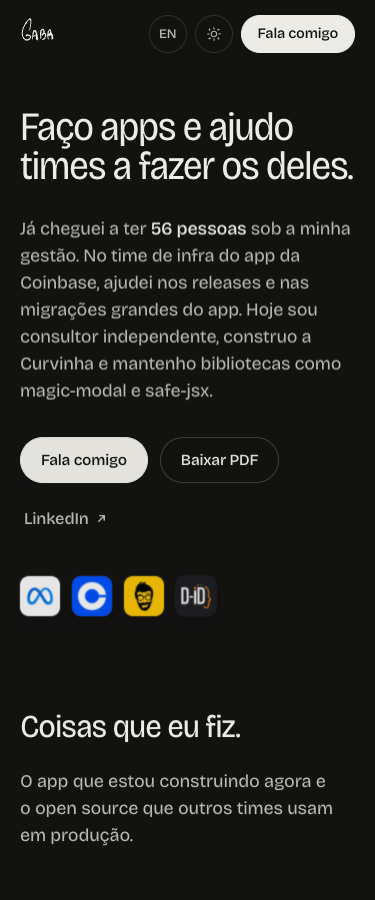 GABA
EN
Fala comigo
Faço apps e ajudo
times a fazer os deles.
Já cheguei a ter 56 pessoas sob a minha
gestão. No time de infra do app da
Coinbase, ajudei nos releases e nas
migrações grandes do app. Hoje sou
consultor independente, construo a
Curvinha e mantenho bibliotecas como
magic-modal e safe-jsx.
Fala comigo
Baixar PDF
LinkedIn ↗
D-iD}
Coisas que eu fiz.
O app que estou construindo agora e
o open source que outros times usam
em produção.